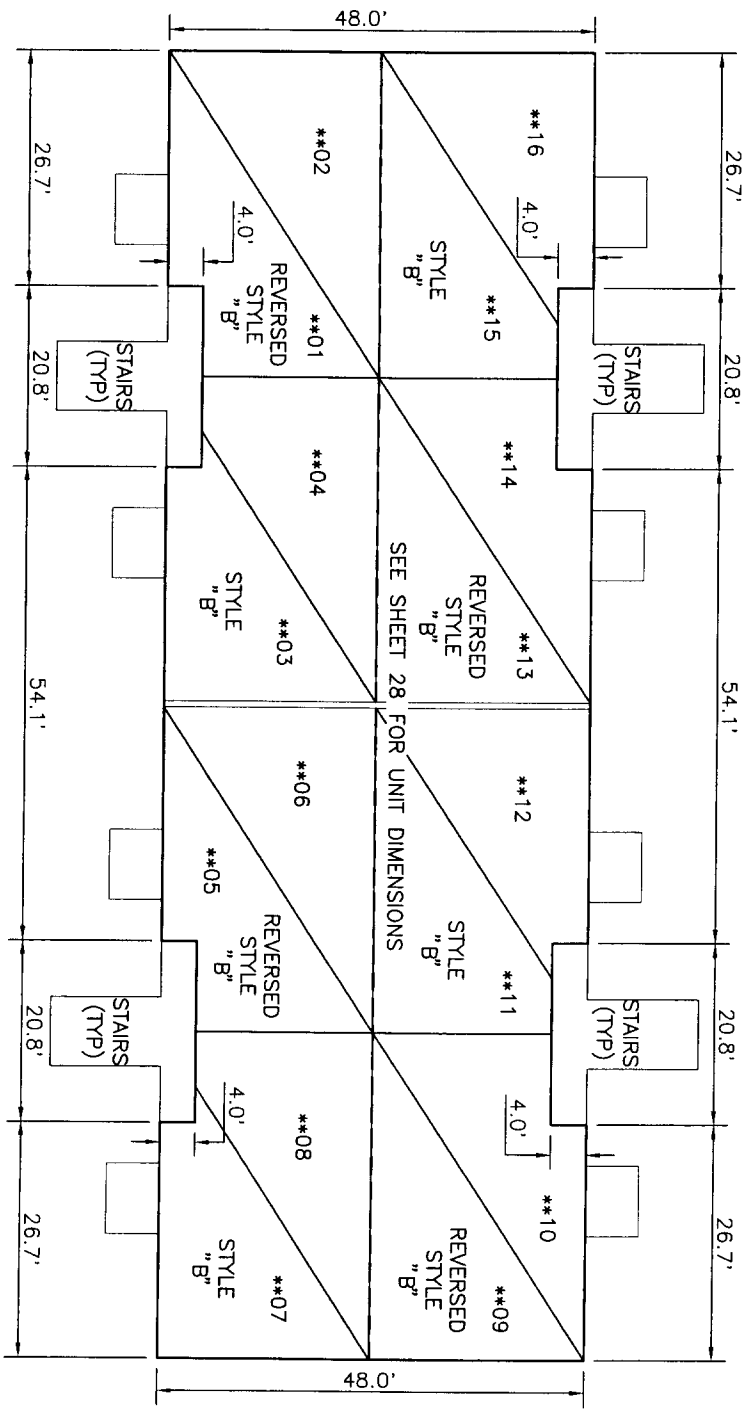 48.0'
26.7'
20.8'
54.1'
20.8'
26.7'
**16
4.0'
STYLE
"B"
**15
STAIRS
(TYP)
**14
REVERSED
STYLE
"B"
**13
**12
STYLE
"B"
**11
STAIRS
(TYP)
4.0'
**10
REVERSED
STYLE
"B"
**09
SEE SHEET 28 FOR UNIT DIMENSIONS
**02
4.0'
REVERSED
STYLE
"B"
**01
STAIRS
(TYP)
**04
STYLE
"B"
**03
**06
**05
REVERSED
STYLE
"B"
STAIRS
(TYP)
4.0'
**08
STYLE
"B"
**07
26.7'
20.8'
54.1'
20.8'
26.7'
48.0'